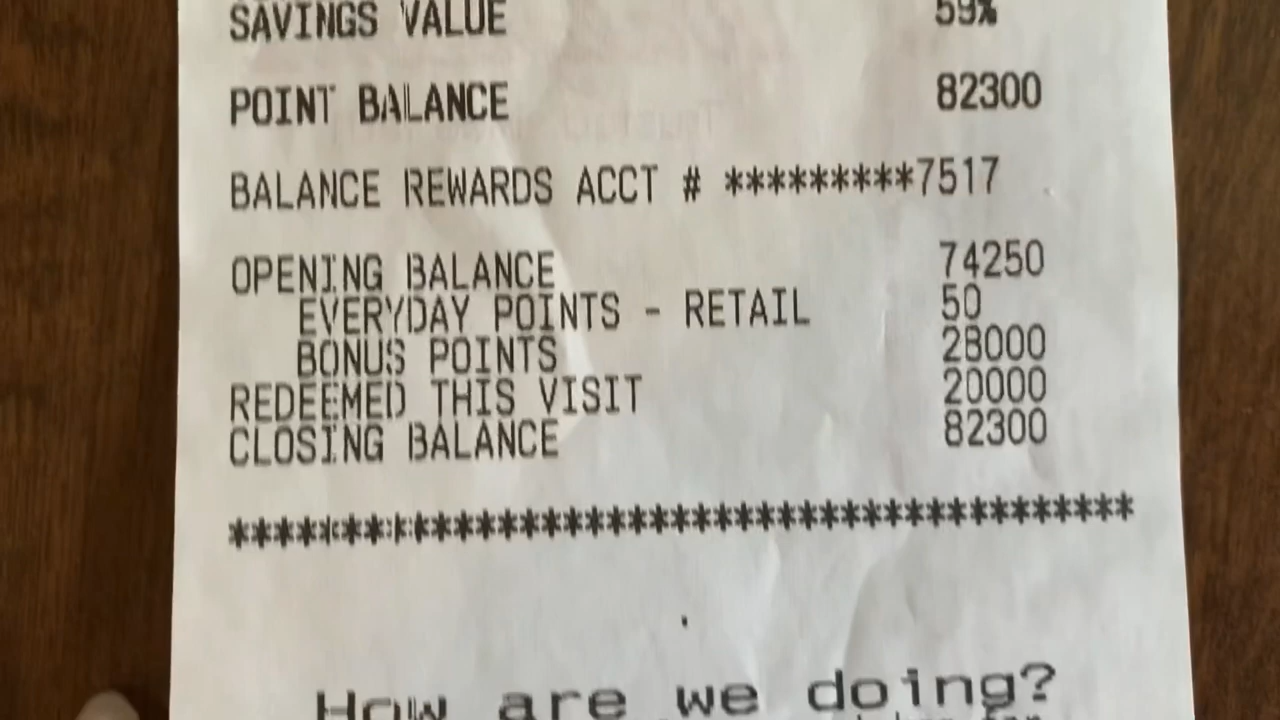 SAVINGS VALUE 59%
POINT BALANCE 82300
BALANCE REWARDS ACCT # *********7517
OPENING BALANCE 74250
EVERYDAY POINTS - RETAIL 50
BONUS POINTS 28000
REDEEMED THIS VISIT 20000
CLOSING BALANCE 82300
******************************************
How are we doing?